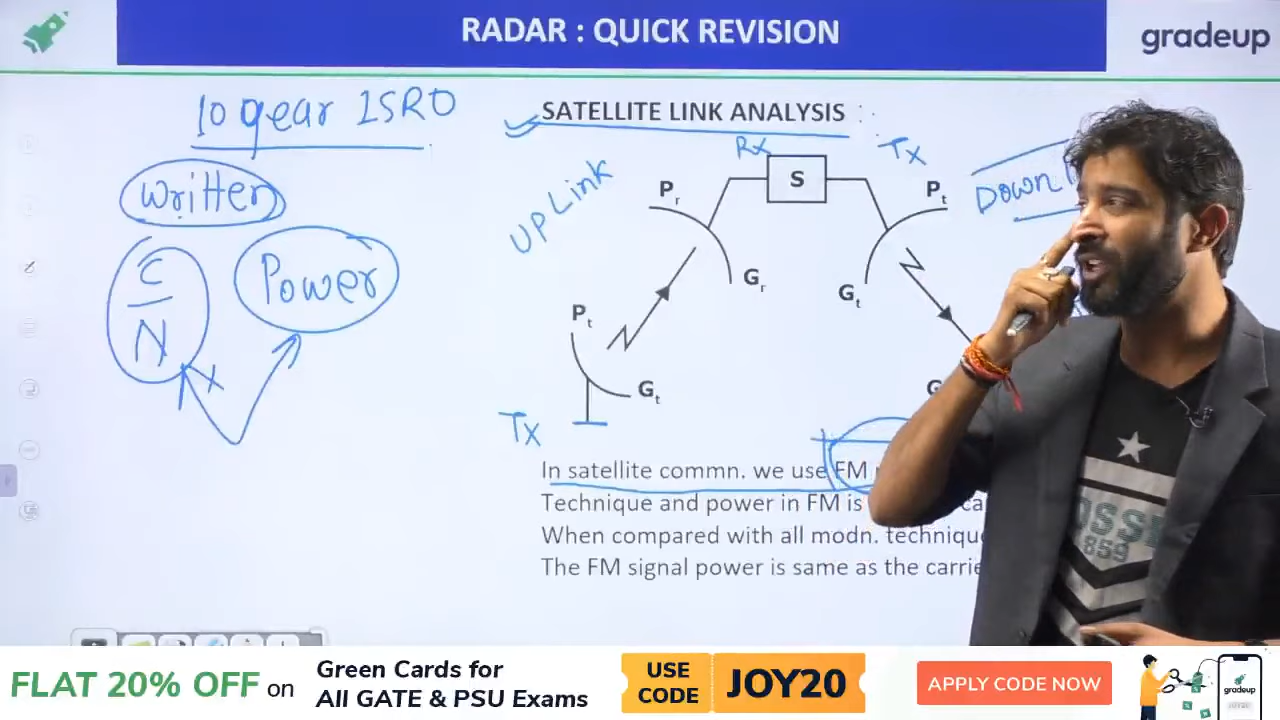 RADAR : QUICK REVISION
gradeup
10 year ISRO
SATELLITE LINK ANALYSIS :
Written
C
N
Power
UP Link
Rx
Tx
Down
S
Pr
Gr
Pt
Gt
Pt
Gt
Tx
G
In satellite commn. we use FM
Technique and power in FM is
When compared with all modn.
The FM signal power is same as the
859
FLAT 20% OFF on
Green Cards for
All GATE & PSU Exams
USE
CODE
JOY20
APPLY CODE NOW
gradeup